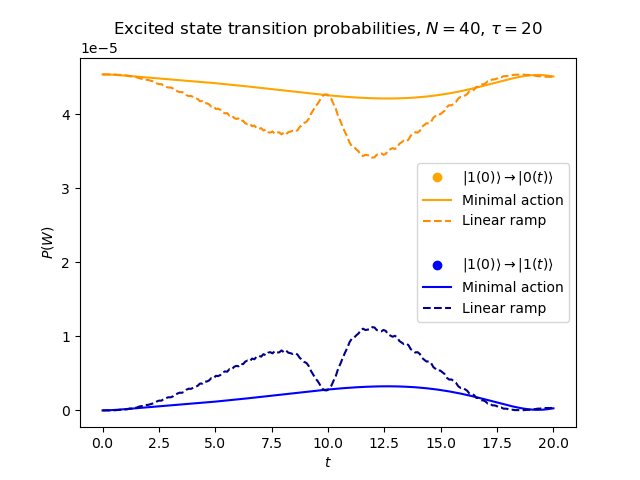 Excited state transition probabilities, N = 40, τ = 20
1e−5
4
3
2
1
0
P(W)
|1(0)⟩ → |0(t)⟩
Minimal action
Linear ramp
|1(0)⟩ → |1(t)⟩
Minimal action
Linear ramp
0.0 2.5 5.0 7.5 10.0 12.5 15.0 17.5 20.0
t